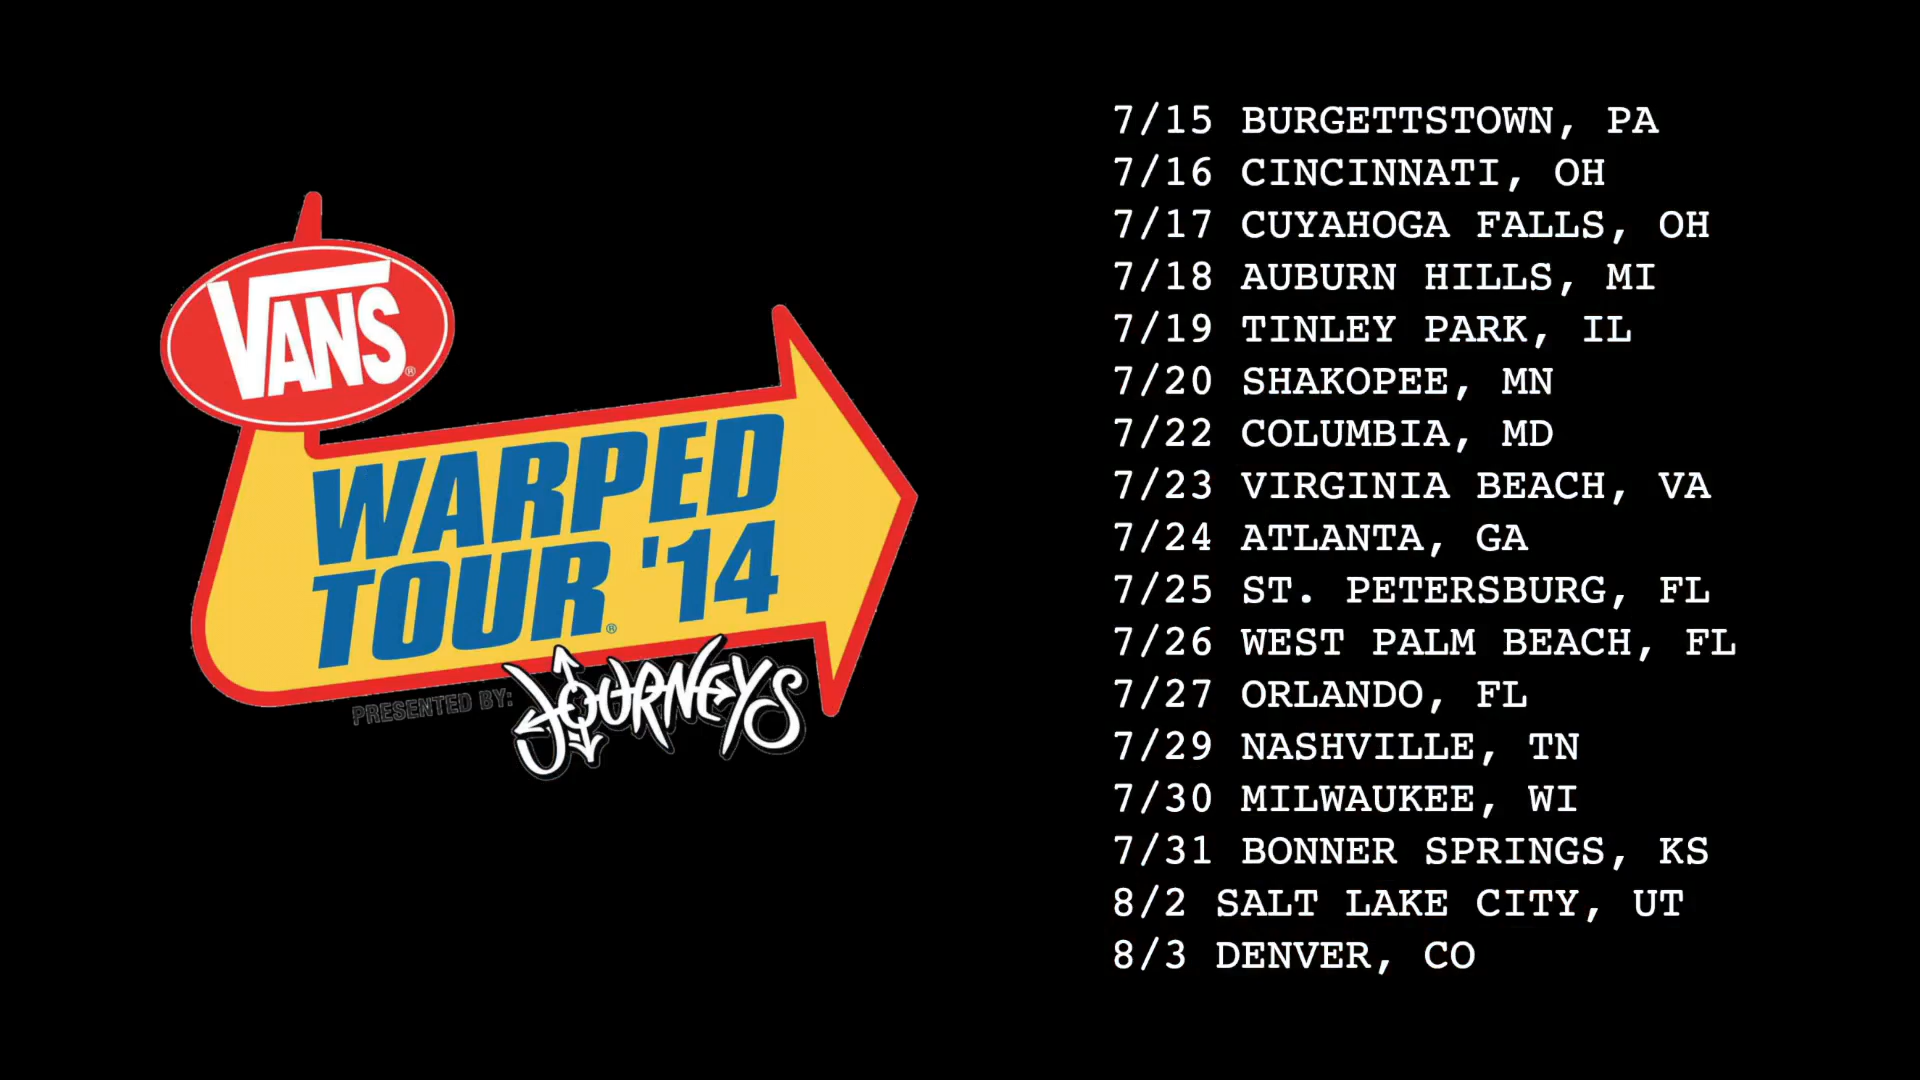 VANS®
WARPED
TOUR® '14
PRESENTED BY: JOURNEYS
7/15 BURGETTSTOWN, PA
7/16 CINCINNATI, OH
7/17 CUYAHOGA FALLS, OH
7/18 AUBURN HILLS, MI
7/19 TINLEY PARK, IL
7/20 SHAKOPEE, MN
7/22 COLUMBIA, MD
7/23 VIRGINIA BEACH, VA
7/24 ATLANTA, GA
7/25 ST. PETERSBURG, FL
7/26 WEST PALM BEACH, FL
7/27 ORLANDO, FL
7/29 NASHVILLE, TN
7/30 MILWAUKEE, WI
7/31 BONNER SPRINGS, KS
8/2 SALT LAKE CITY, UT
8/3 DENVER, CO